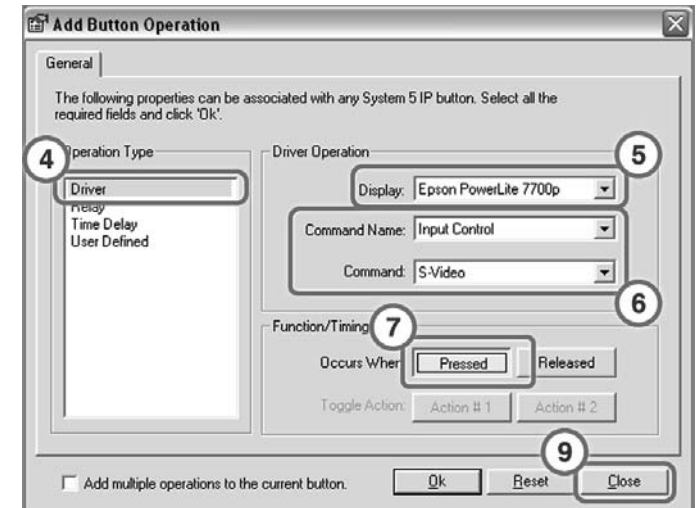 Add Button Operation
General
The following properties can be associated with any System 5 IP button. Select all the
required fields and click 'Ok'.
4
Operation Type
Driver
Relay
Time Delay
User Defined
Driver Operation
5
Display: Epson PowerLite 7700p
Command Name: Input Control
Command: S-Video
6
Function/Timing
7
Occurs When Pressed Released
Toggle Action: Action # 1 Action # 2
9
Add multiple operations to the current button. Ok Reset Close